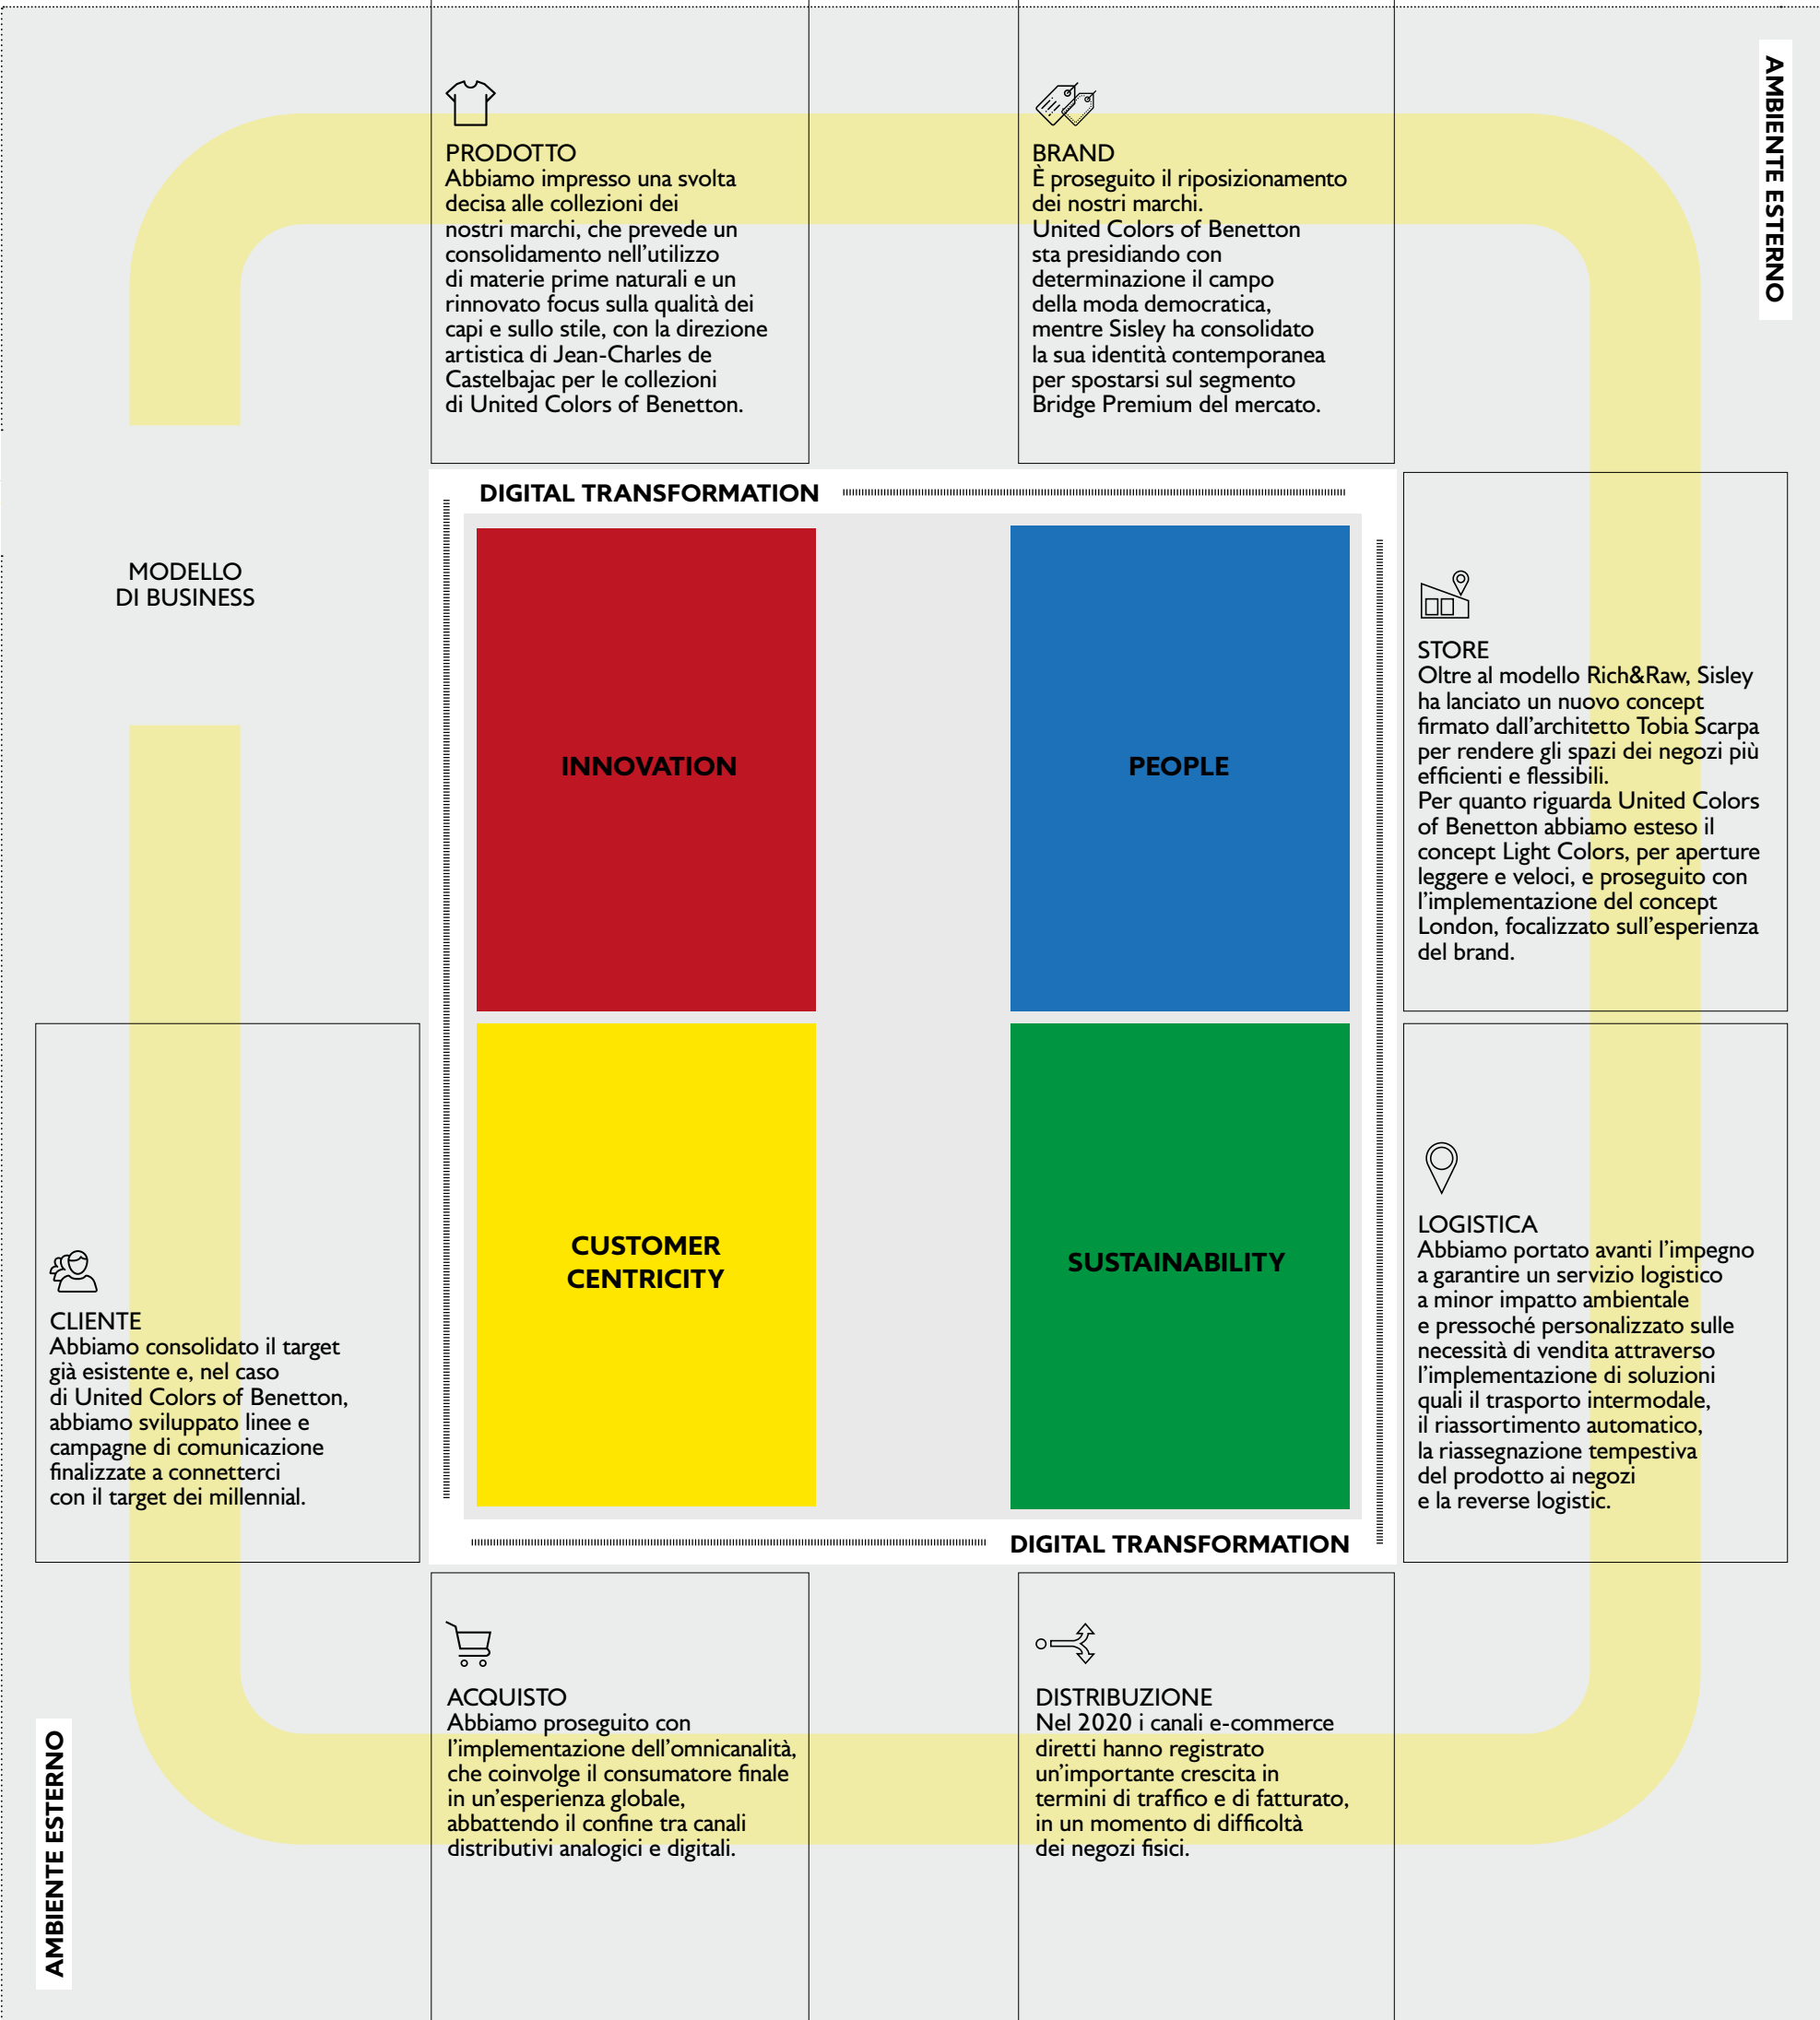 AMBIENTE ESTERNO
PRODOTTO
Abbiamo impresso una svolta
decisa alle collezioni dei
nostri marchi, che prevede un
consolidamento nell’utilizzo
di materie prime naturali e un
rinnovato focus sulla qualità dei
capi e sullo stile, con la direzione
artistica di Jean-Charles de
Castelbajac per le collezioni
di United Colors of Benetton.
BRAND
È proseguito il riposizionamento
dei nostri marchi.
United Colors of Benetton
sta presidiando con
determinazione il campo
della moda democratica,
mentre Sisley ha consolidato
la sua identità contemporanea
per spostarsi sul segmento
Bridge Premium del mercato.
MODELLO
DI BUSINESS
DIGITAL TRANSFORMATION
INNOVATION
PEOPLE
CUSTOMER
CENTRICITY
SUSTAINABILITY
DIGITAL TRANSFORMATION
STORE
Oltre al modello Rich&Raw, Sisley
ha lanciato un nuovo concept
firmato dall’architetto Tobia Scarpa
per rendere gli spazi dei negozi più
efficienti e flessibili.
Per quanto riguarda United Colors
of Benetton abbiamo esteso il
concept Light Colors, per aperture
leggere e veloci, e proseguito con
l’implementazione del concept
London, focalizzato sull’esperienza
del brand.
LOGISTICA
Abbiamo portato avanti l’impegno
a garantire un servizio logistico
a minor impatto ambientale
e pressoché personalizzato sulle
necessità di vendita attraverso
l’implementazione di soluzioni
quali il trasporto intermodale,
il riassortimento automatico,
la riassegnazione tempestiva
del prodotto ai negozi
e la reverse logistic.
CLIENTE
Abbiamo consolidato il target
già esistente e, nel caso
di United Colors of Benetton,
abbiamo sviluppato linee e
campagne di comunicazione
finalizzate a connetterci
con il target dei millennial.
ACQUISTO
Abbiamo proseguito con
l’implementazione dell’omnicanalità,
che coinvolge il consumatore finale
in un’esperienza globale,
abbattendo il confine tra canali
distributivi analogici e digitali.
DISTRIBUZIONE
Nel 2020 i canali e-commerce
diretti hanno registrato
un’importante crescita in
termini di traffico e di fatturato,
in un momento di difficoltà
dei negozi fisici.
AMBIENTE ESTERNO